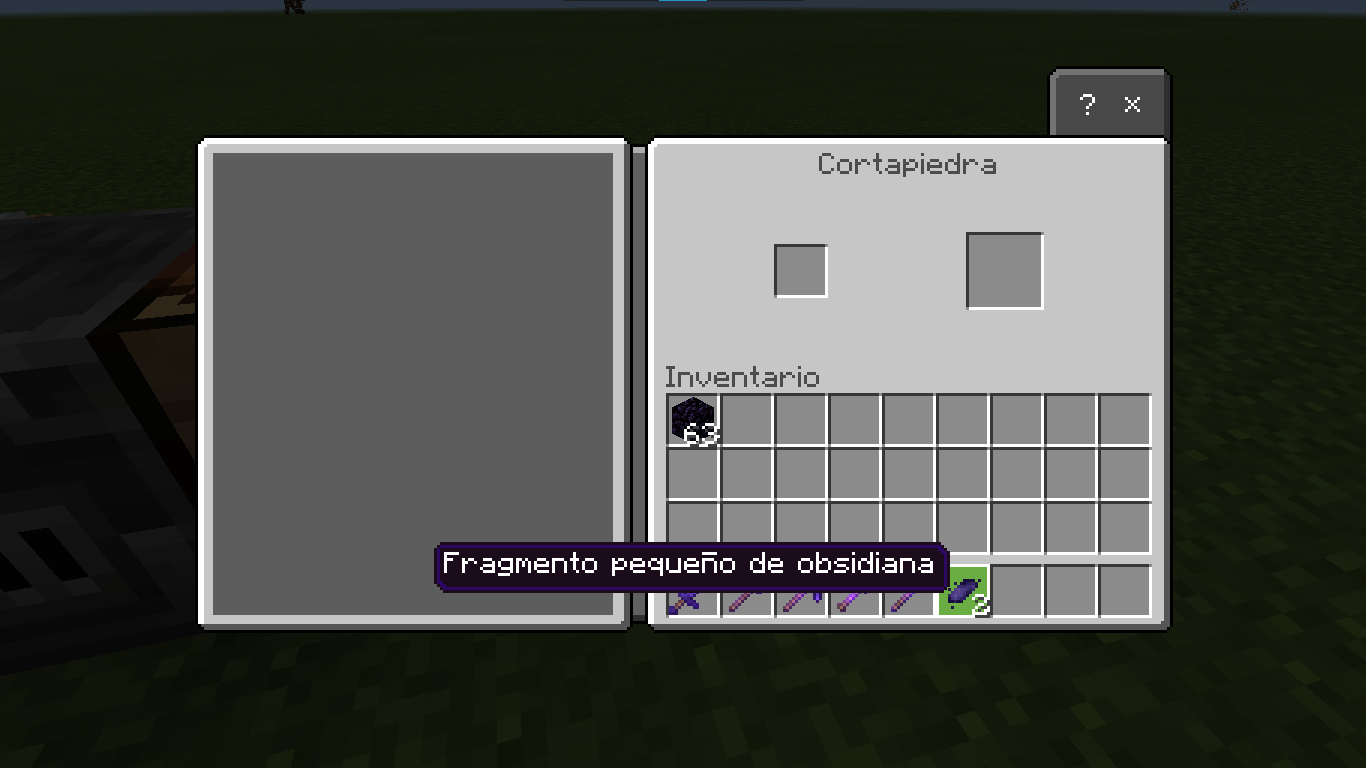 ? ×
Cortapiedra
Inventario
63
Fragmento pequeño de obsidiana
2